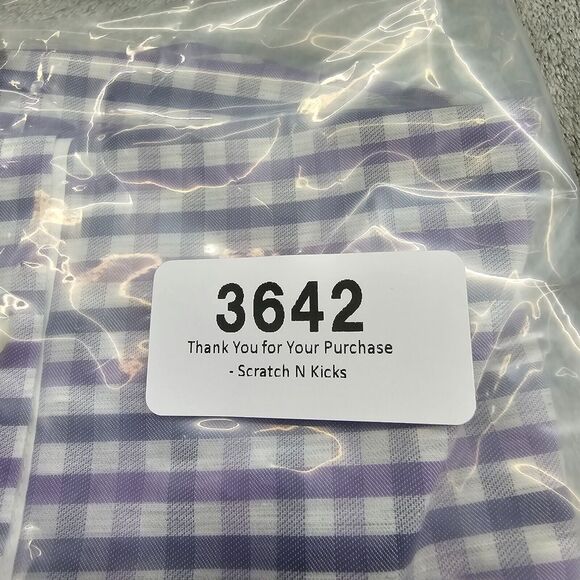 3642
Thank You for Your Purchase
- Scratch N Kicks